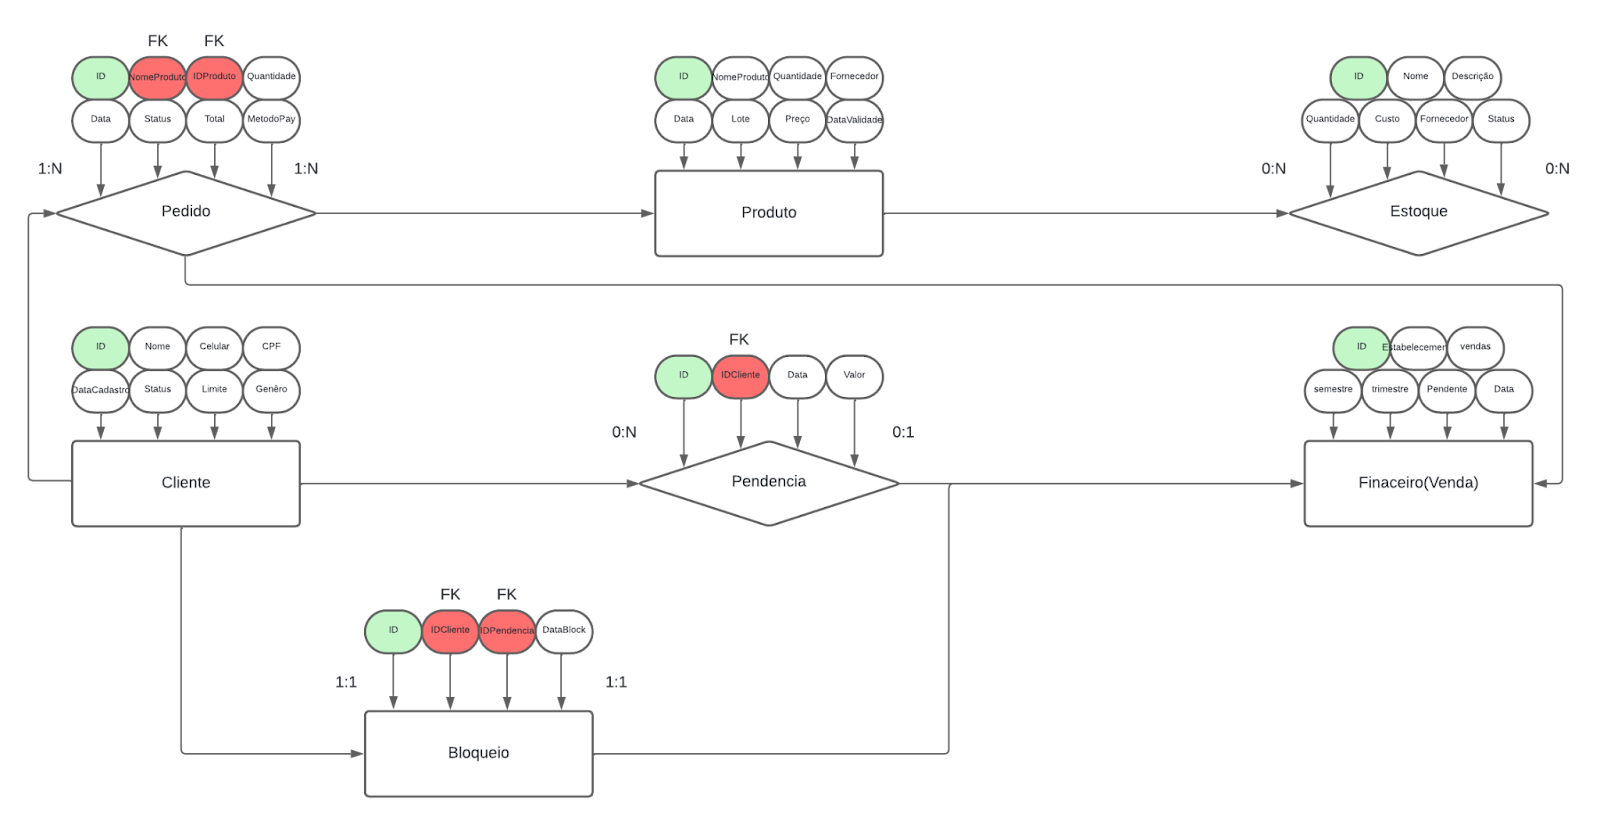 FK
FK
ID
NomeProduto
IDProduto
Quantidade
Data
Status
Total
MetodoPay
1:N
1:N
Pedido
ID
NomeProduto
Quantidade
Fornecedor
Data
Lote
Preço
DataValidade
Produto
ID
Nome
Descrição
Quantidade
Custo
Fornecedor
Status
0:N
0:N
Estoque
ID
Nome
Celular
CPF
DataCadastro
Status
Limite
Genêro
Cliente
FK
ID
IDCliente
Data
Valor
0:N
0:1
Pendencia
ID
Estabelecemen
vendas
semestre
trimestre
Pendente
Data
Finaceiro(Venda)
FK
FK
ID
IDCliente
IDPendencia
DataBlock
1:1
1:1
Bloqueio